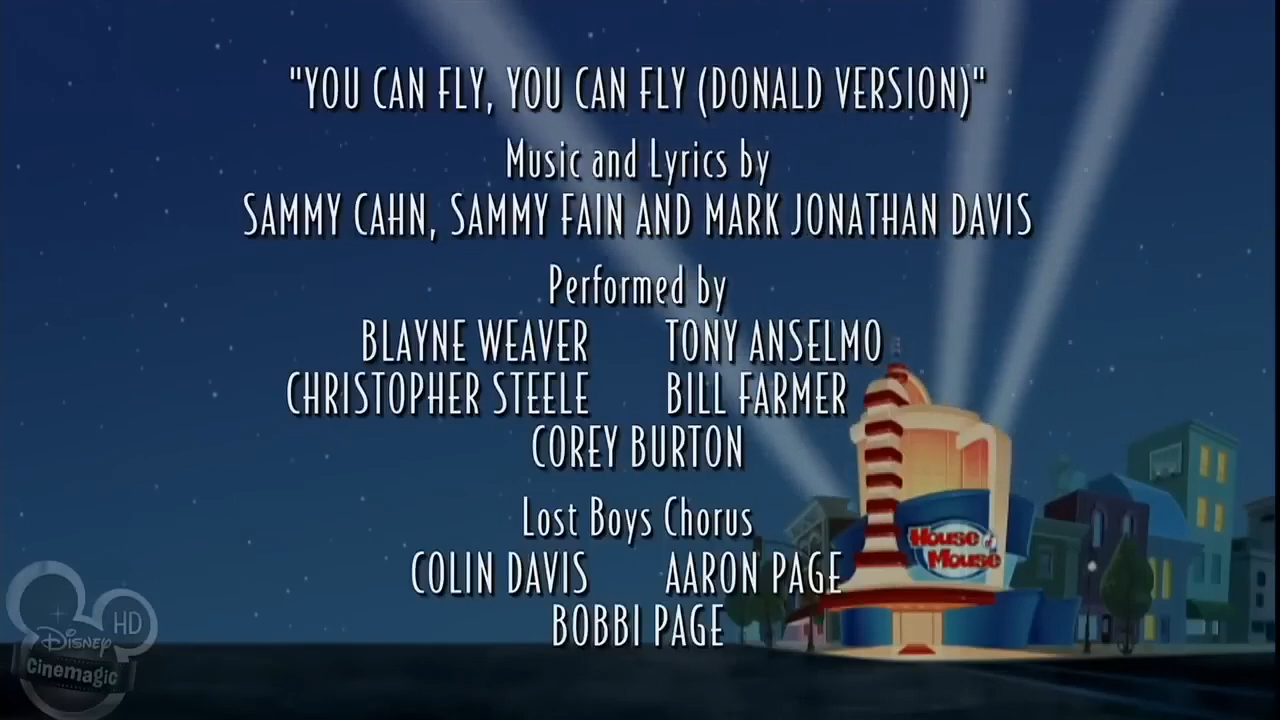 "YOU CAN FLY, YOU CAN FLY (DONALD VERSION)"
Music and Lyrics by
SAMMY CAHN, SAMMY FAIN AND MARK JONATHAN DAVIS
Performed by
BLAYNE WEAVER TONY ANSELMO
CHRISTOPHER STEELE BILL FARMER
COREY BURTON
Lost Boys Chorus
COLIN DAVIS AARON PAGE
BOBBI PAGE
House of
Mouse
Disney HD
Cinemagic